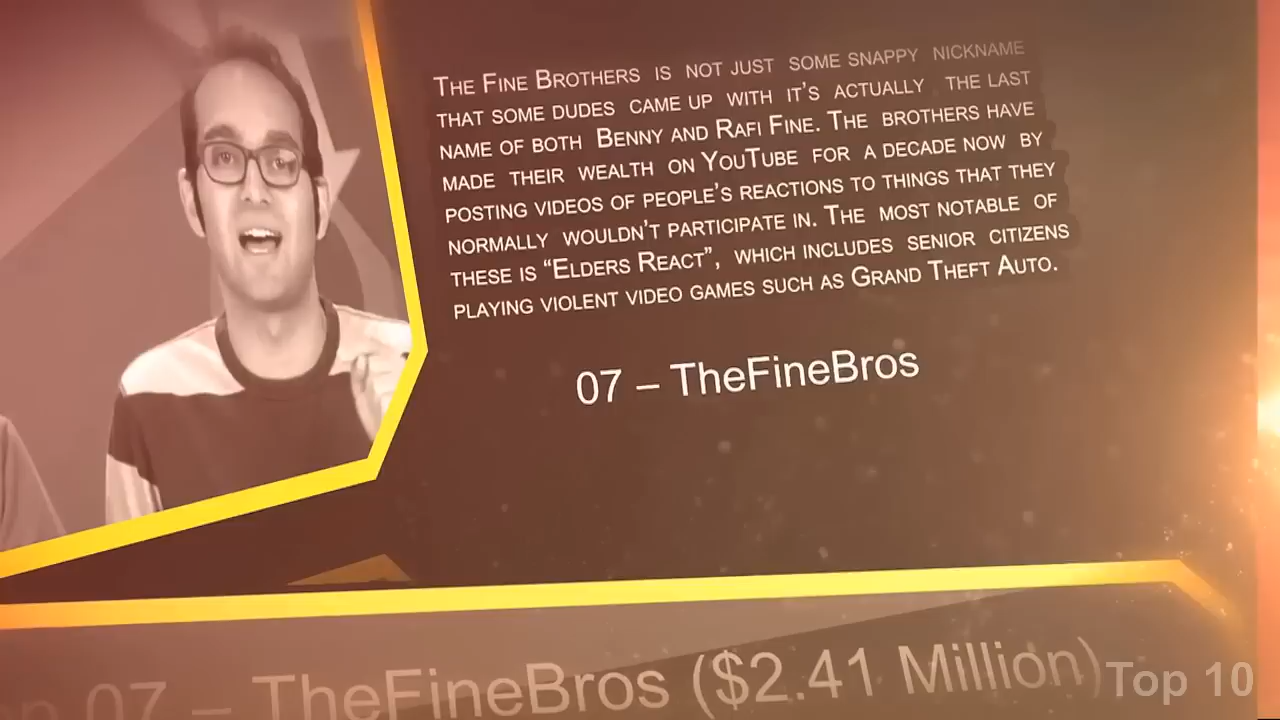 The Fine Brothers is not just some snappy nickname
that some dudes came up with it's actually the last
name of both Benny and Rafi Fine. The brothers have
made their wealth on YouTube for a decade now by
posting videos of people's reactions to things that they
normally wouldn't participate in. The most notable of
these is “Elders React”, which includes senior citizens
playing violent video games such as Grand Theft Auto.
07 – TheFineBros
07 – TheFineBros ($2.41 Million)
Top 10